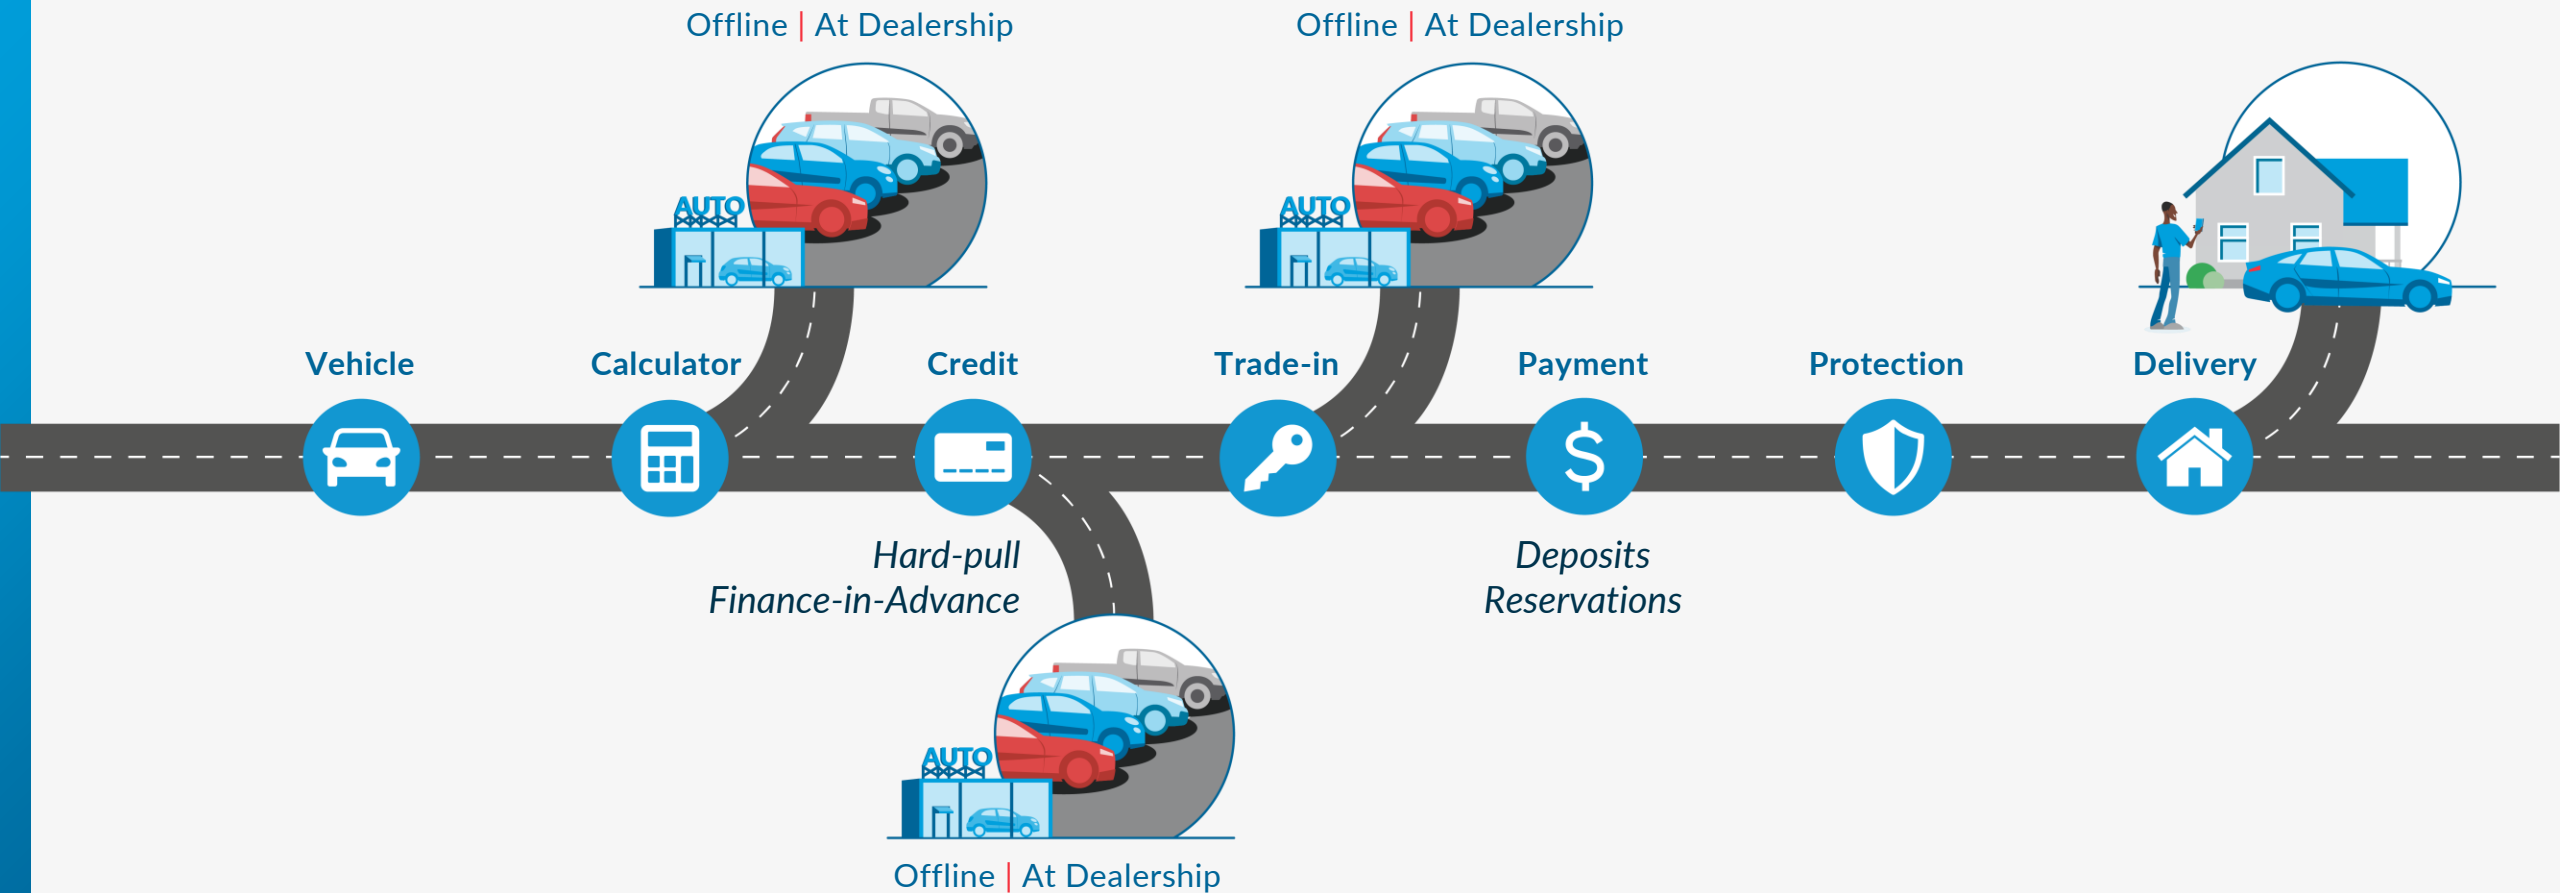 Offline | At Dealership
Offline | At Dealership
AUTO
AUTO
Vehicle
Calculator
Credit
Trade-in
Payment
Protection
Delivery
Hard-pull
Finance-in-Advance
Deposits
Reservations
AUTO
Offline | At Dealership